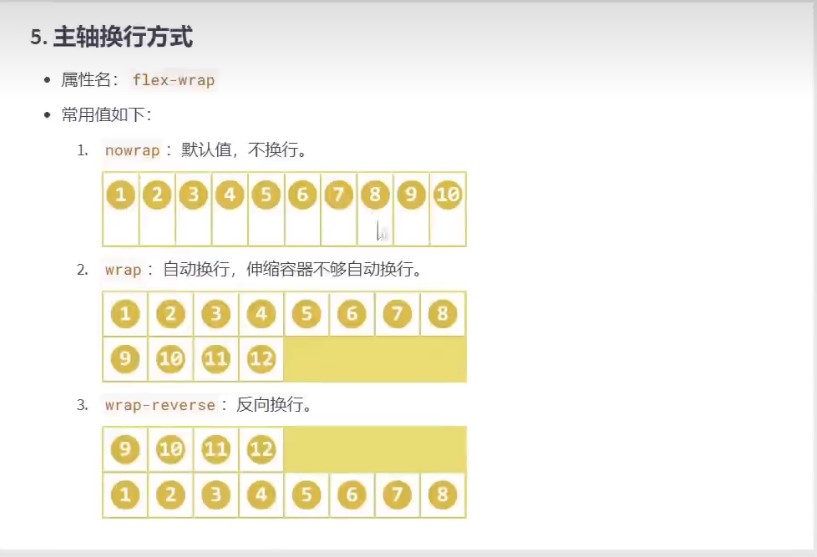 5. 主轴换行方式
• 属性名： flex-wrap
• 常用值如下：
1. nowrap ：默认值，不换行。
1 2 3 4 5 6 7 8 9 10
2. wrap ：自动换行，伸缩容器不够自动换行。
1 2 3 4 5 6 7 8
9 10 11 12
3. wrap-reverse ：反向换行。
9 10 11 12
1 2 3 4 5 6 7 8